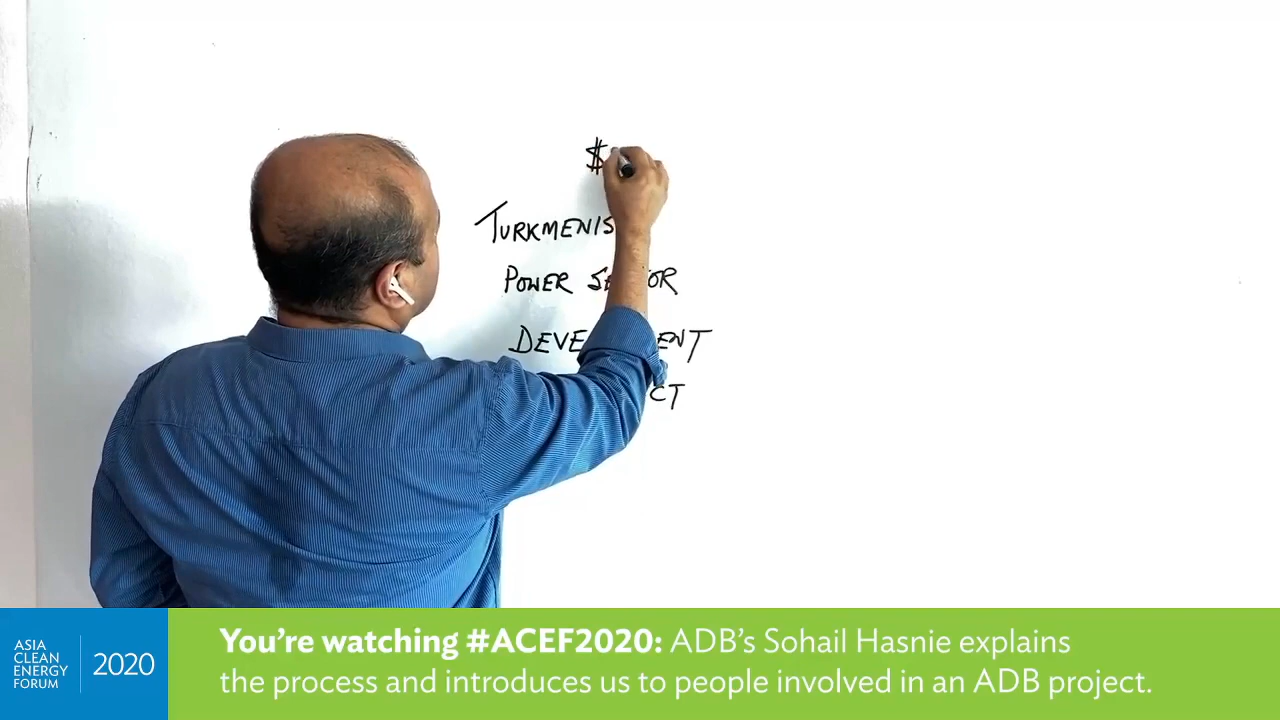 $
TURKMENIS
POWER SE OR
DEVE ENT
CT
ASIA
CLEAN
ENERGY
FORUM
2020
You're watching #ACEF2020: ADB's Sohail Hasnie explains
the process and introduces us to people involved in an ADB project.